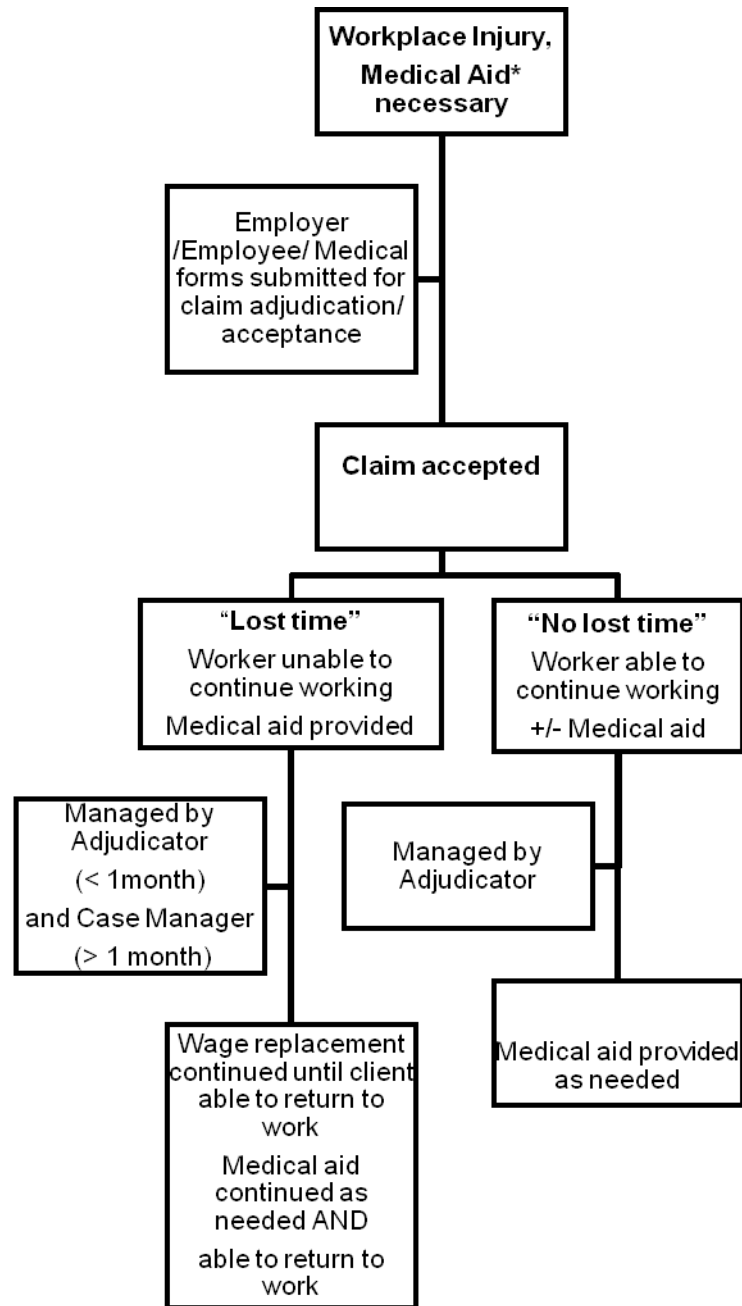 Workplace Injury,
Medical Aid*
necessary
Employer
/Employee/ Medical
forms submitted for
claim adjudication/
acceptance
Claim accepted
“Lost time”
Worker unable to
continue working
Medical aid provided
“No lost time”
Worker able to
continue working
+/- Medical aid
Managed by
Adjudicator
(< 1month)
and Case Manager
(> 1 month)
Managed by
Adjudicator
Wage replacement
continued until client
able to return to
work
Medical aid
continued as
needed AND
able to return to
work
Medical aid provided
as needed